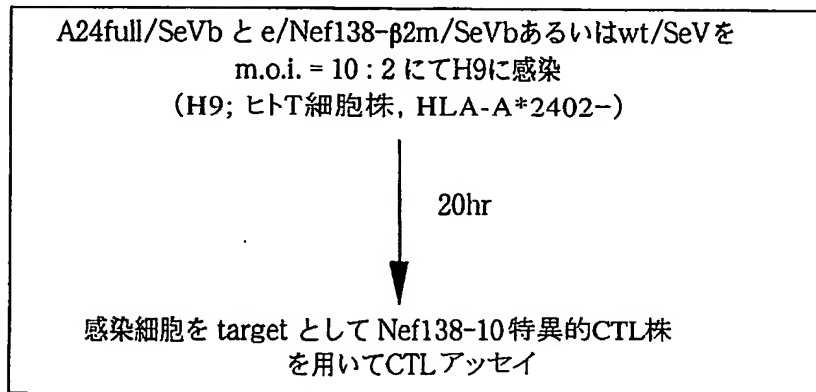 A24full/SeVb と e/Nef138-β2m/SeVbあるいはwt/SeVを
m.o.i. = 10 : 2 にてH9に感染
(H9; ヒトT細胞株, HLA-A*2402−)
20hr
感染細胞を target として Nef138-10特異的CTL株
を用いてCTLアッセイ